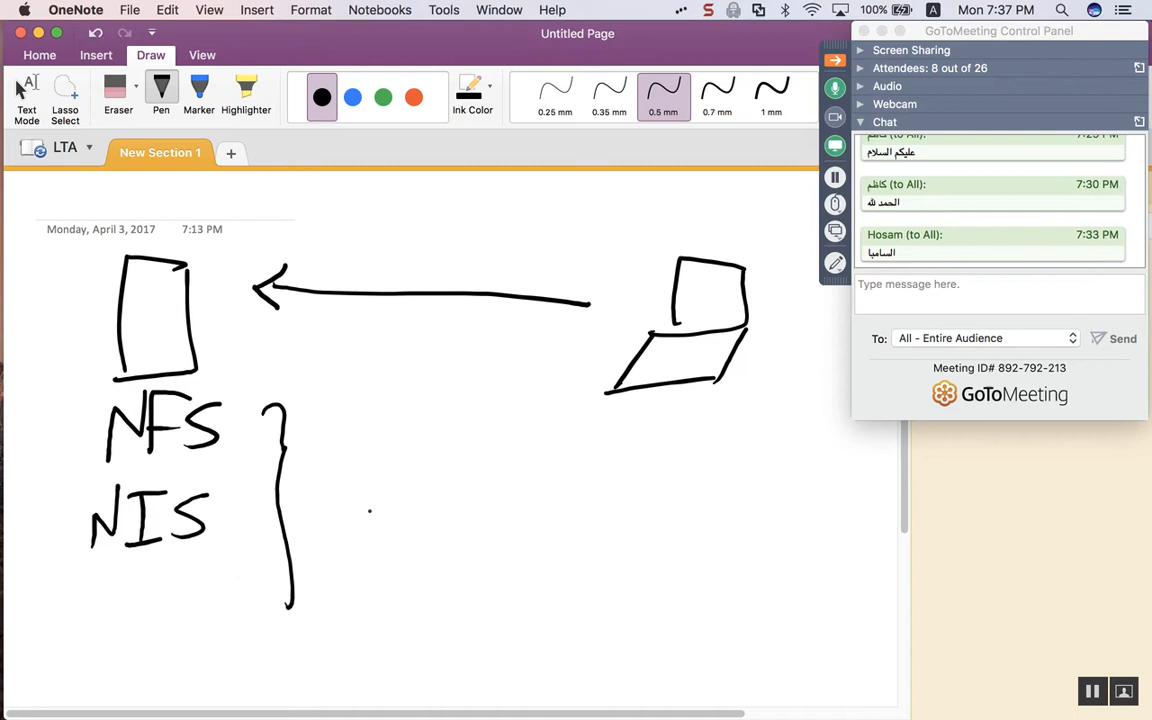 OneNote File Edit View Insert Format Notebooks Tools Window Help 100% A Mon 7:37 PM
Untitled Page
Home Insert Draw View
Text Mode
Lasso Select
Eraser
Pen
Marker
Highlighter
Ink Color
0.25 mm
0.35 mm
0.5 mm
0.7 mm
1 mm
LTA
New Section 1
Monday, April 3, 2017 7:13 PM
NFS
NIS
GoToMeeting Control Panel
Screen Sharing
Attendees: 8 out of 26
Audio
Webcam
Chat
عليكم السلام
كاظم (to All): 7:30 PM
الحمد لله
Hosam (to All): 7:33 PM
السامبا
Type message here.
To: All - Entire Audience Send
Meeting ID# 892-792-213
GoToMeeting